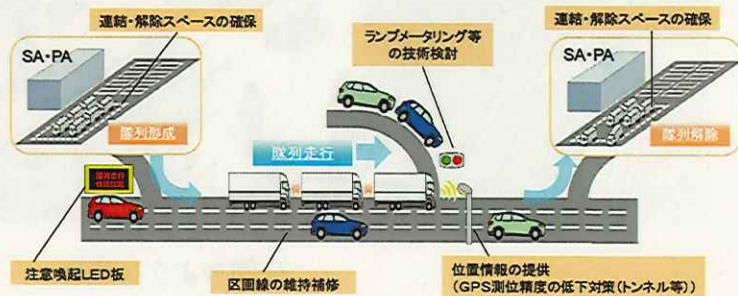 連結・解除スペースの確保
SA・PA
隊列形成
ランプメータリング等
の技術検討
連結・解除スペースの確保
SA・PA
隊列解除
隊列走行
注意喚起LED板
区画線の維持補修
位置情報の提供
(GPS測位精度の低下対策(トンネル等))